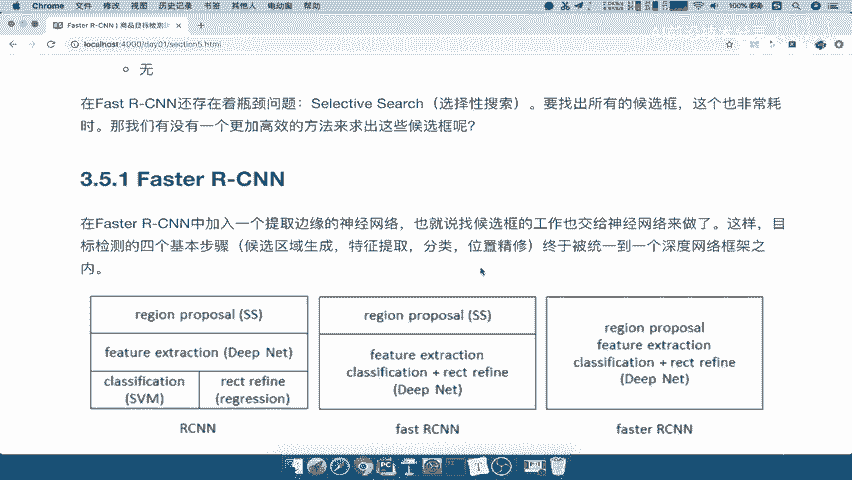 Chrome 文件 修改 视图 历史记录 书签 其他人 电动窗 帮助
100%
Faster R-CNN | 商品目标检测
localhost:4000/day01/section5.html
无
在Fast R-CNN还存在着瓶颈问题：Selective Search（选择性搜索）。要找出所有的候选框，这个也非常耗
时。那我们有没有一个更加高效的方法来求出这些候选框呢？
3.5.1 Faster R-CNN
在Faster R-CNN中加入一个提取边缘的神经网络，也就说找候选框的工作也交给神经网络来做了。这样，目
标检测的四个基本步骤（候选区域生成，特征提取，分类，位置精修）终于被统一到一个深度网络框架之
内。
region proposal (SS)
feature extraction (Deep Net)
classification
(SVM)
rect refine
(regression)
RCNN
region proposal (SS)
feature extraction
classification + rect refine
(Deep Net)
fast RCNN
region proposal
feature extraction
classification + rect refine
(Deep Net)
faster RCNN